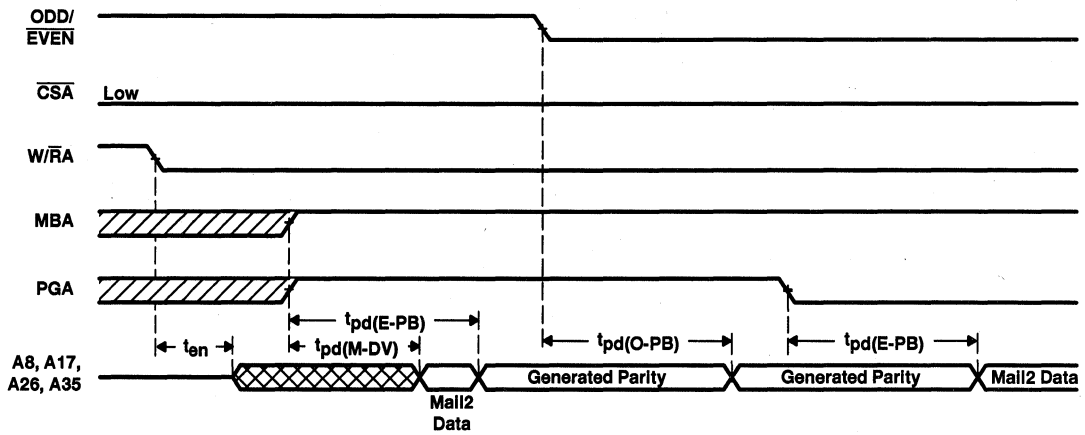 ODD/
EVEN
CSA Low
W/RA
MBA
PGA
tpd(E-PB)
ten tpd(M-DV) tpd(O-PB) tpd(E-PB)
A8, A17,
A26, A35
Generated Parity Generated Parity Mail2 Data
Mail2
Data